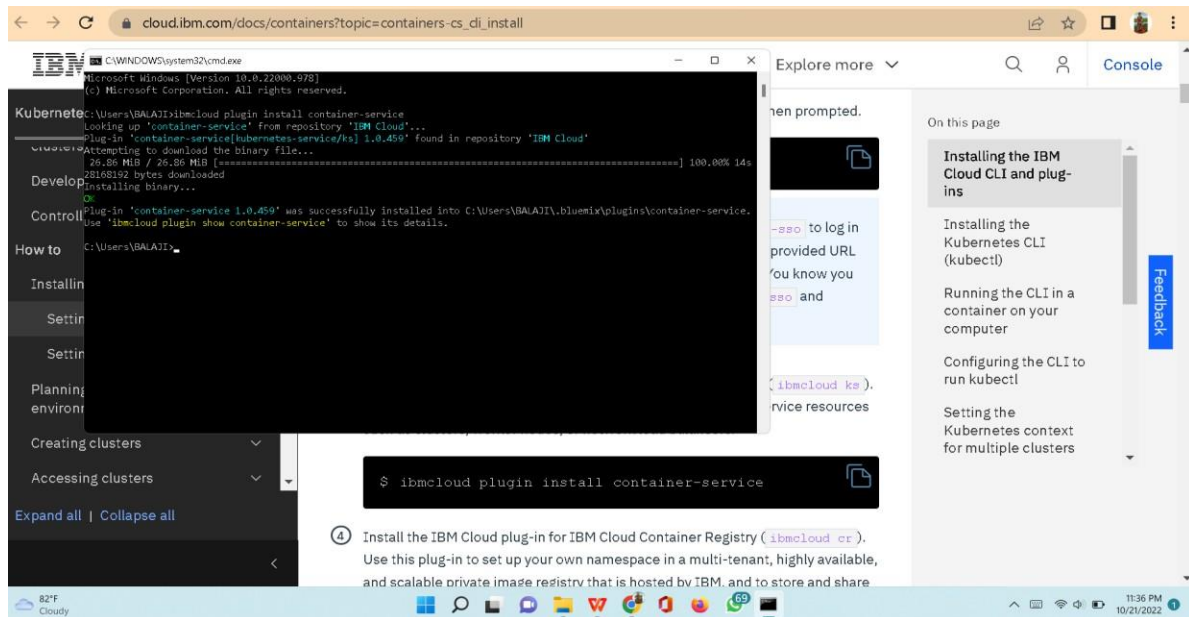 cloud.ibm.com/docs/containers?topic=containers-cs_cli_install
IBM
Explore more
Console
C:\WINDOWS\system32\cmd.exe
Microsoft Windows [Version 10.0.22000.978]
(c) Microsoft Corporation. All rights reserved.
C:\Users\BALAJI>ibmcloud plugin install container-service
Looking up 'container-service' from repository 'IBM Cloud'...
Plug-in 'container-service[kubernetes-service/ks] 1.0.459' found in repository 'IBM Cloud'
Attempting to download the binary file...
26.86 MiB / 26.86 MiB [==========================================================================] 100.00% 14s
28168192 bytes downloaded
Installing binary...
OK
Plug-in 'container-service 1.0.459' was successfully installed into C:\Users\BALAJI\.bluemix\plugins\container-service.
Use 'ibmcloud plugin show container-service' to show its details.
C:\Users\BALAJI>
Kubernete
clusters
Develop
Controll
How to
Installin
Settin
Settin
Planning
environ
Creating clusters
Accessing clusters
Expand all | Collapse all
en prompted.
-sso to log in
provided URL
You know you
sso and
(ibmcloud ks).
rvice resources
$ ibmcloud plugin install container-service
4 Install the IBM Cloud plug-in for IBM Cloud Container Registry (ibmcloud cr).
Use this plug-in to set up your own namespace in a multi-tenant, highly available,
and scalable private image registry that is hosted by IBM, and to store and share
On this page
Installing the IBM
Cloud CLI and plug-
ins
Installing the
Kubernetes CLI
(kubectl)
Running the CLI in a
container on your
computer
Configuring the CLI to
run kubectl
Setting the
Kubernetes context
for multiple clusters
Feedback
82°F
Cloudy
69
11:36 PM
10/21/2022
1